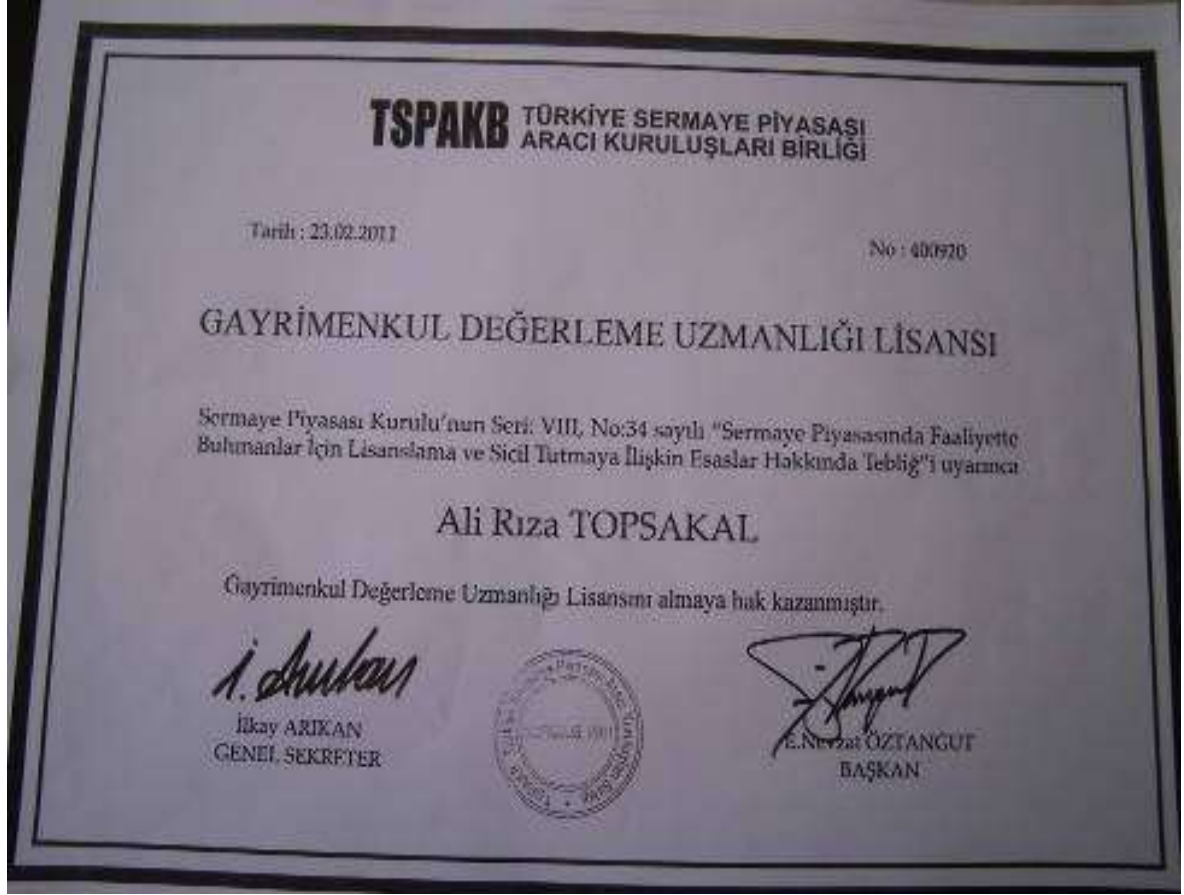 TSPAKB TÜRKİYE SERMAYE PİYASASI
ARACI KURULUŞLARI BİRLİĞİ
Tarih : 23.02.2011
No : 400920
GAYRİMENKUL DEĞERLEME UZMANLIĞI LİSANSI
Sermaye Piyasası Kurulu'nun Seri: VIII, No:34 sayılı "Sermaye Piyasasında Faaliyette
Bulunanlar İçin Lisanslama ve Sicil Tutmaya İlişkin Esaslar Hakkında Tebliğ"i uyarınca
Ali Rıza TOPSAKAL
Gayrimenkul Değerleme Uzmanlığı Lisansını almaya hak kazanmıştır.
İlkay ARIKAN
GENEL SEKRETER
E.Nevzat ÖZTANGUT
BAŞKAN